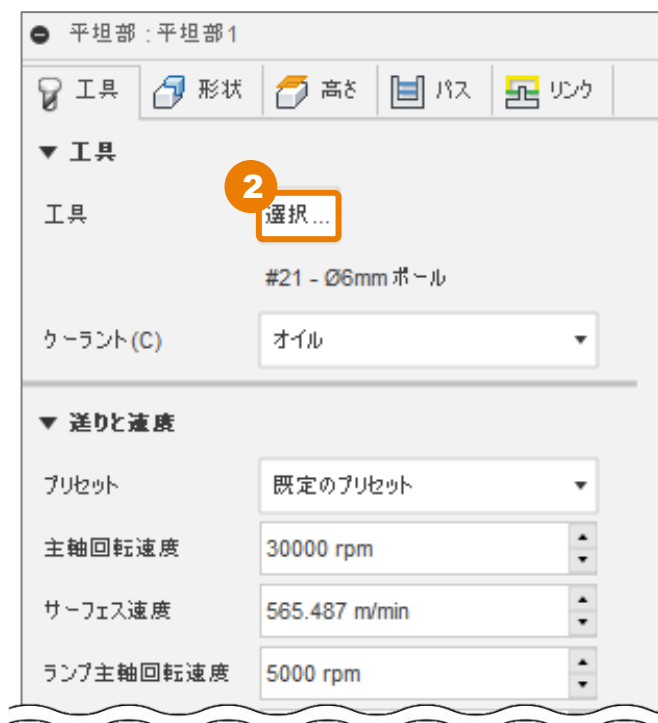 平坦部 : 平坦部1
工具 形状 高さ パス リンク
▼ 工具
2
工具 選択...
#21 - Ø6mm ボール
クーラント(C) オイル
▼ 送りと速度
プリセット 既定のプリセット
主軸回転速度 30000 rpm
サーフェス速度 565.487 m/min
ランプ主軸回転速度 5000 rpm